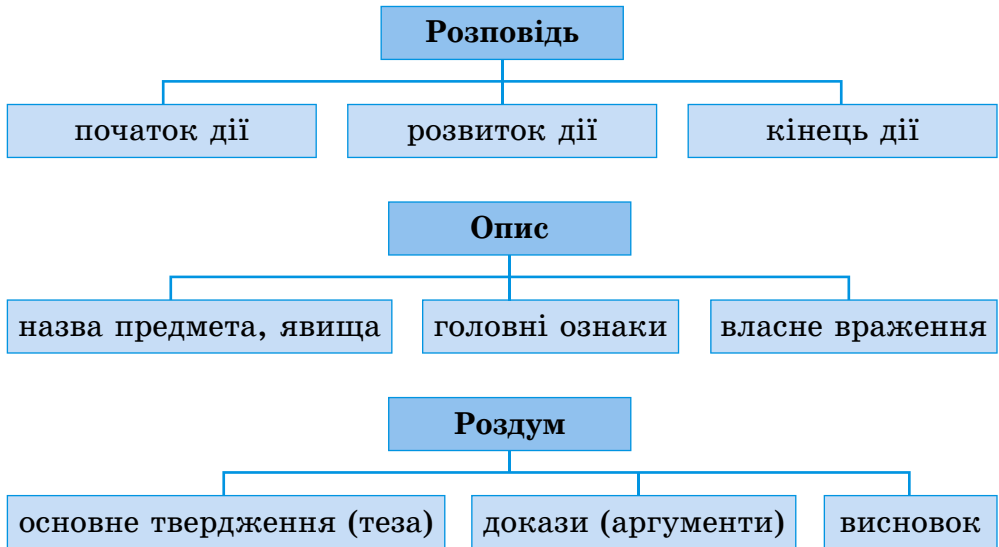 Розповідь
початок дії
розвиток дії
кінець дії
Опис
назва предмета, явища
головні ознаки
власне враження
Роздум
основне твердження (теза)
докази (аргументи)
висновок